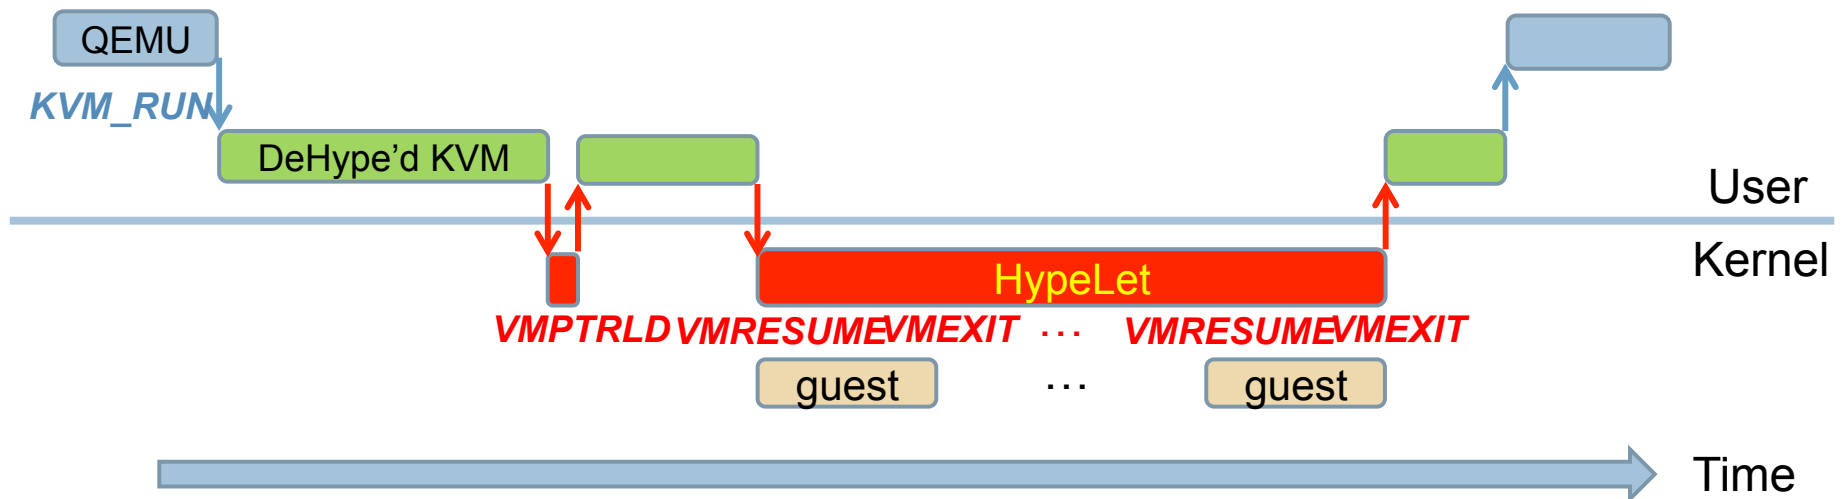 QEMU
KVM_RUN
DeHype’d KVM
User
Kernel
HypeLet
VMPTRLD VMRESUME VMEXIT ... VMRESUME VMEXIT
guest ... guest
Time